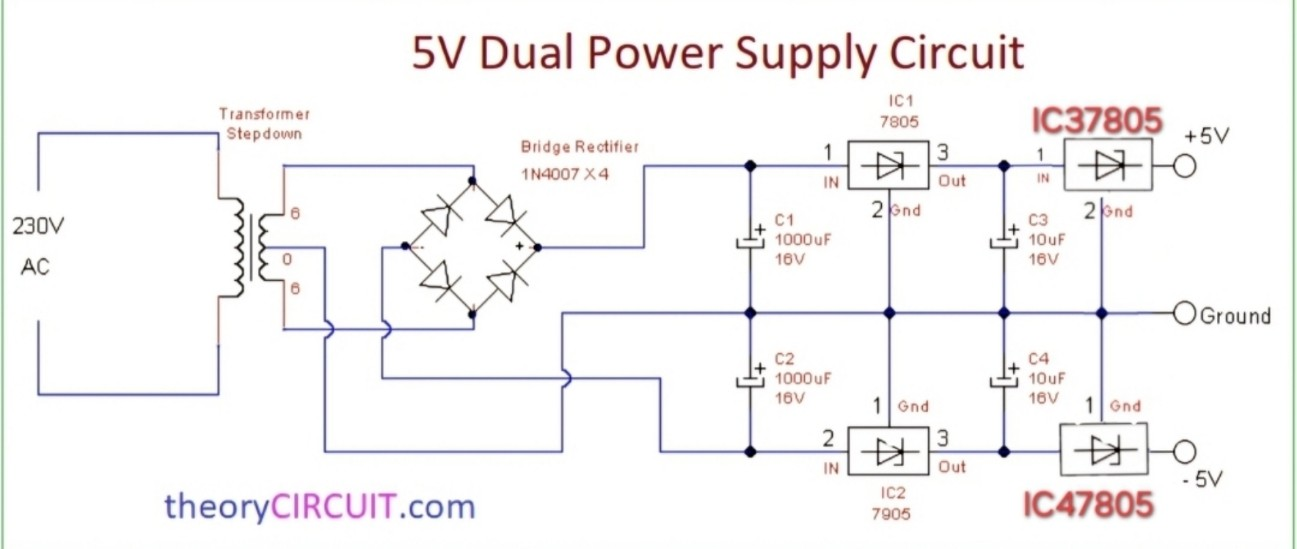 5V Dual Power Supply Circuit
Transformer
Stepdown
230V
AC
6
0
6
Bridge Rectifier
1N4007 X 4
+
IC1
7805
1
IN
3
Out
2 Gnd
IC37805
1
IN
2 Gnd
+5V
+
C1
1000uF
16V
+
C3
10uF
16V
Ground
+
C2
1000uF
16V
+
C4
10uF
16V
1 Gnd
2
IN
3
Out
IC2
7905
1 Gnd
IC47805
- 5V
theoryCIRCUIT.com